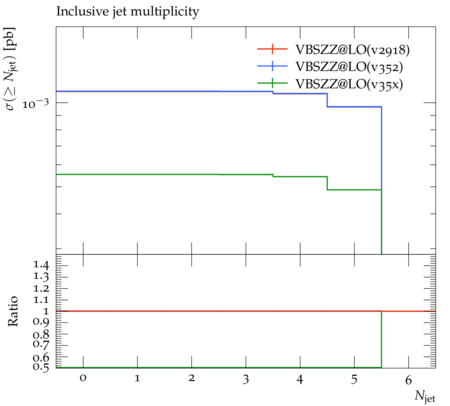 Inclusive jet multiplicity
σ(≥ Njet) [pb]
10⁻³
VBSZZ@LO(v2918)
VBSZZ@LO(v352)
VBSZZ@LO(v35x)
Ratio
1.4
1.3
1.2
1.1
1
0.9
0.8
0.7
0.6
0.5
0 1 2 3 4 5 6
Njet